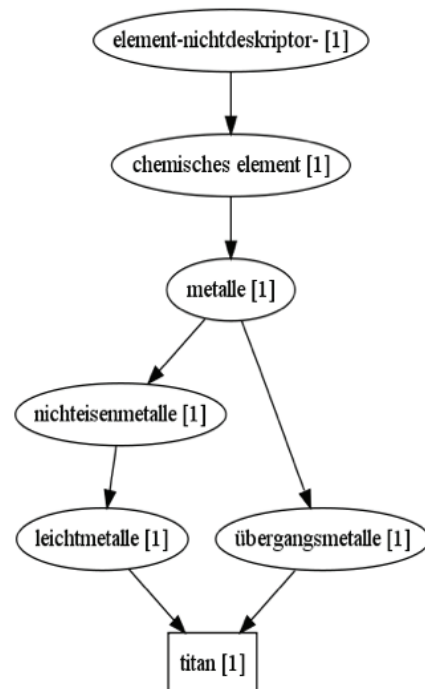 element-nichtdeskriptor- [1]
chemisches element [1]
metalle [1]
nichteisenmetalle [1]
leichtmetalle [1]
übergangsmetalle [1]
titan [1]